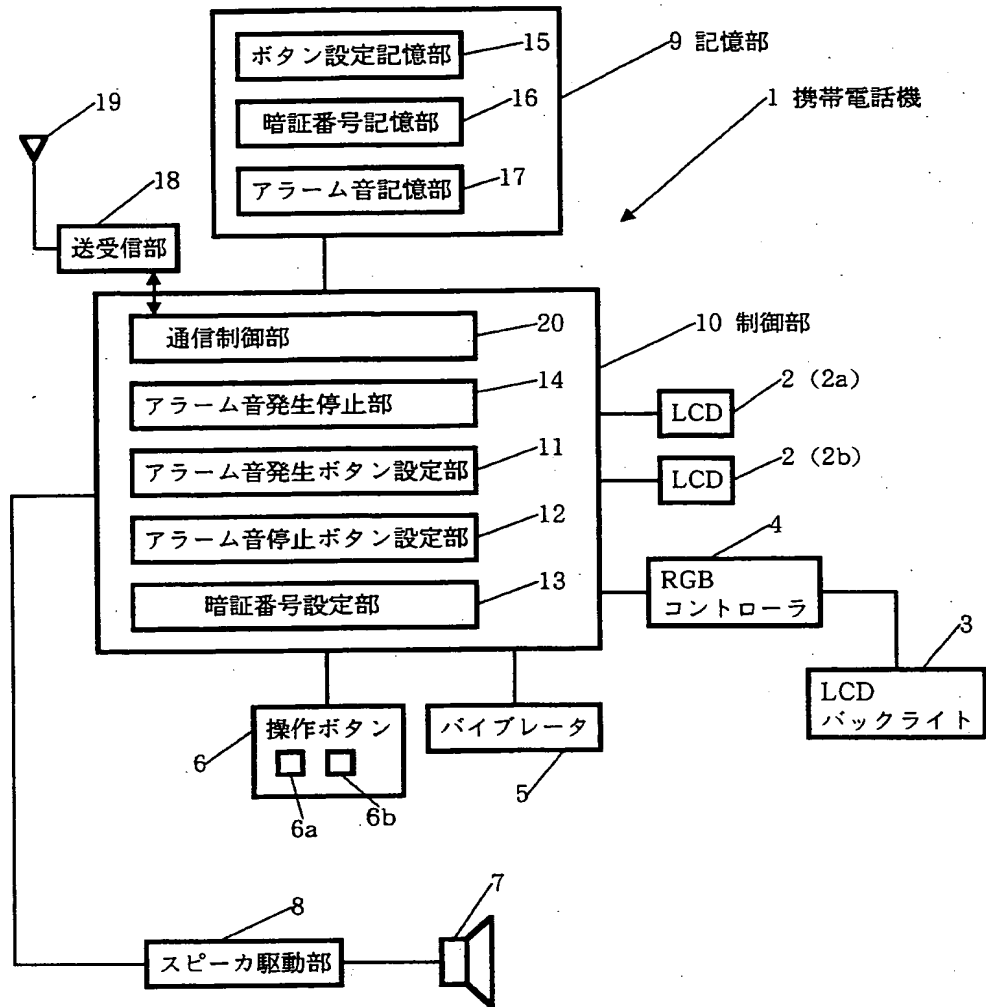 ボタン設定記憶部
15
9 記憶部
暗証番号記憶部
16
1 携帯電話機
アラーム音記憶部
17
19
18
送受信部
通信制御部
20
10 制御部
アラーム音発生停止部
14
2 (2a)
LCD
アラーム音発生ボタン設定部
11
2 (2b)
LCD
アラーム音停止ボタン設定部
12
4
RGB
コントローラ
暗証番号設定部
13
3
LCD
バックライト
操作ボタン
6
6a
6b
バイブレータ
5
8
スピーカ駆動部
7